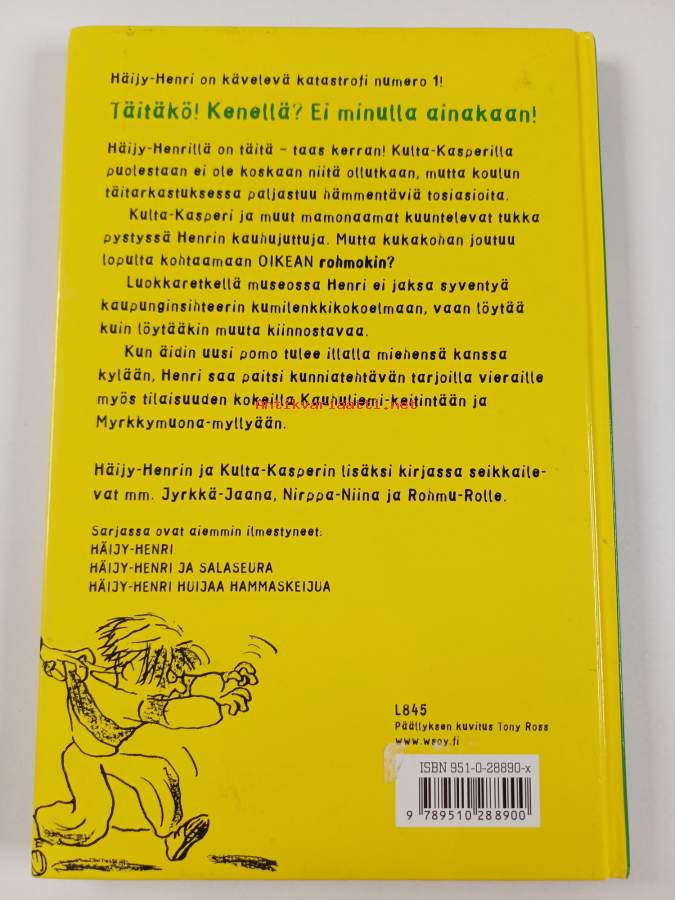 Häijy-Henri on kävelevä katastrofi numero 1!
Täitäkö! Kenellä? Ei minulla ainakaan!
Häijy-Henrillä on täitä – taas kerran! Kulta-Kasperilla
puolestaan ei ole koskaan niitä ollutkaan, mutta koulun
täitarkastuksessa paljastuu hämmentäviä tosiasioita.
Kulta-Kasperi ja muut mamonaamat kuuntelevat tukka
pystyssä Henrin kauhujuttuja. Mutta kukakohan joutuu
lopulta kohtaamaan OIKEAN rohmokin?
Luokkaretkellä museossa Henri ei jaksa syventyä
kaupunginsihteerin kumilenkkikokoelmaan, vaan löytää
kuin löytääkin muuta kiinnostavaa.
Kun äidin uusi pomo tulee illalla miehensä kanssa
kylään, Henri saa paitsi kunniatehtävän tarjoilla vieraille
myös tilaisuuden kokeilla Kauhuliemi-keitintään ja
Antikvariaatti.net
Myrkkymuona-myllyään.
Häijy-Henrin ja Kulta-Kasperin lisäksi kirjassa seikkaile-
vat mm. Jyrkkä-Jaana, Nirppa-Niina ja Rohmu-Rolle.
Sarjassa ovat aiemmin ilmestyneet:
HÄIJY-HENRI
HÄIJY-HENRI JA SALASEURA
HÄIJY-HENRI HUIJAA HAMMASKEIJUA
L845
Päällyksen kuvitus Tony Ross
www.wsoy.fi
ISBN 951-0-28890-x
9 789510 288900